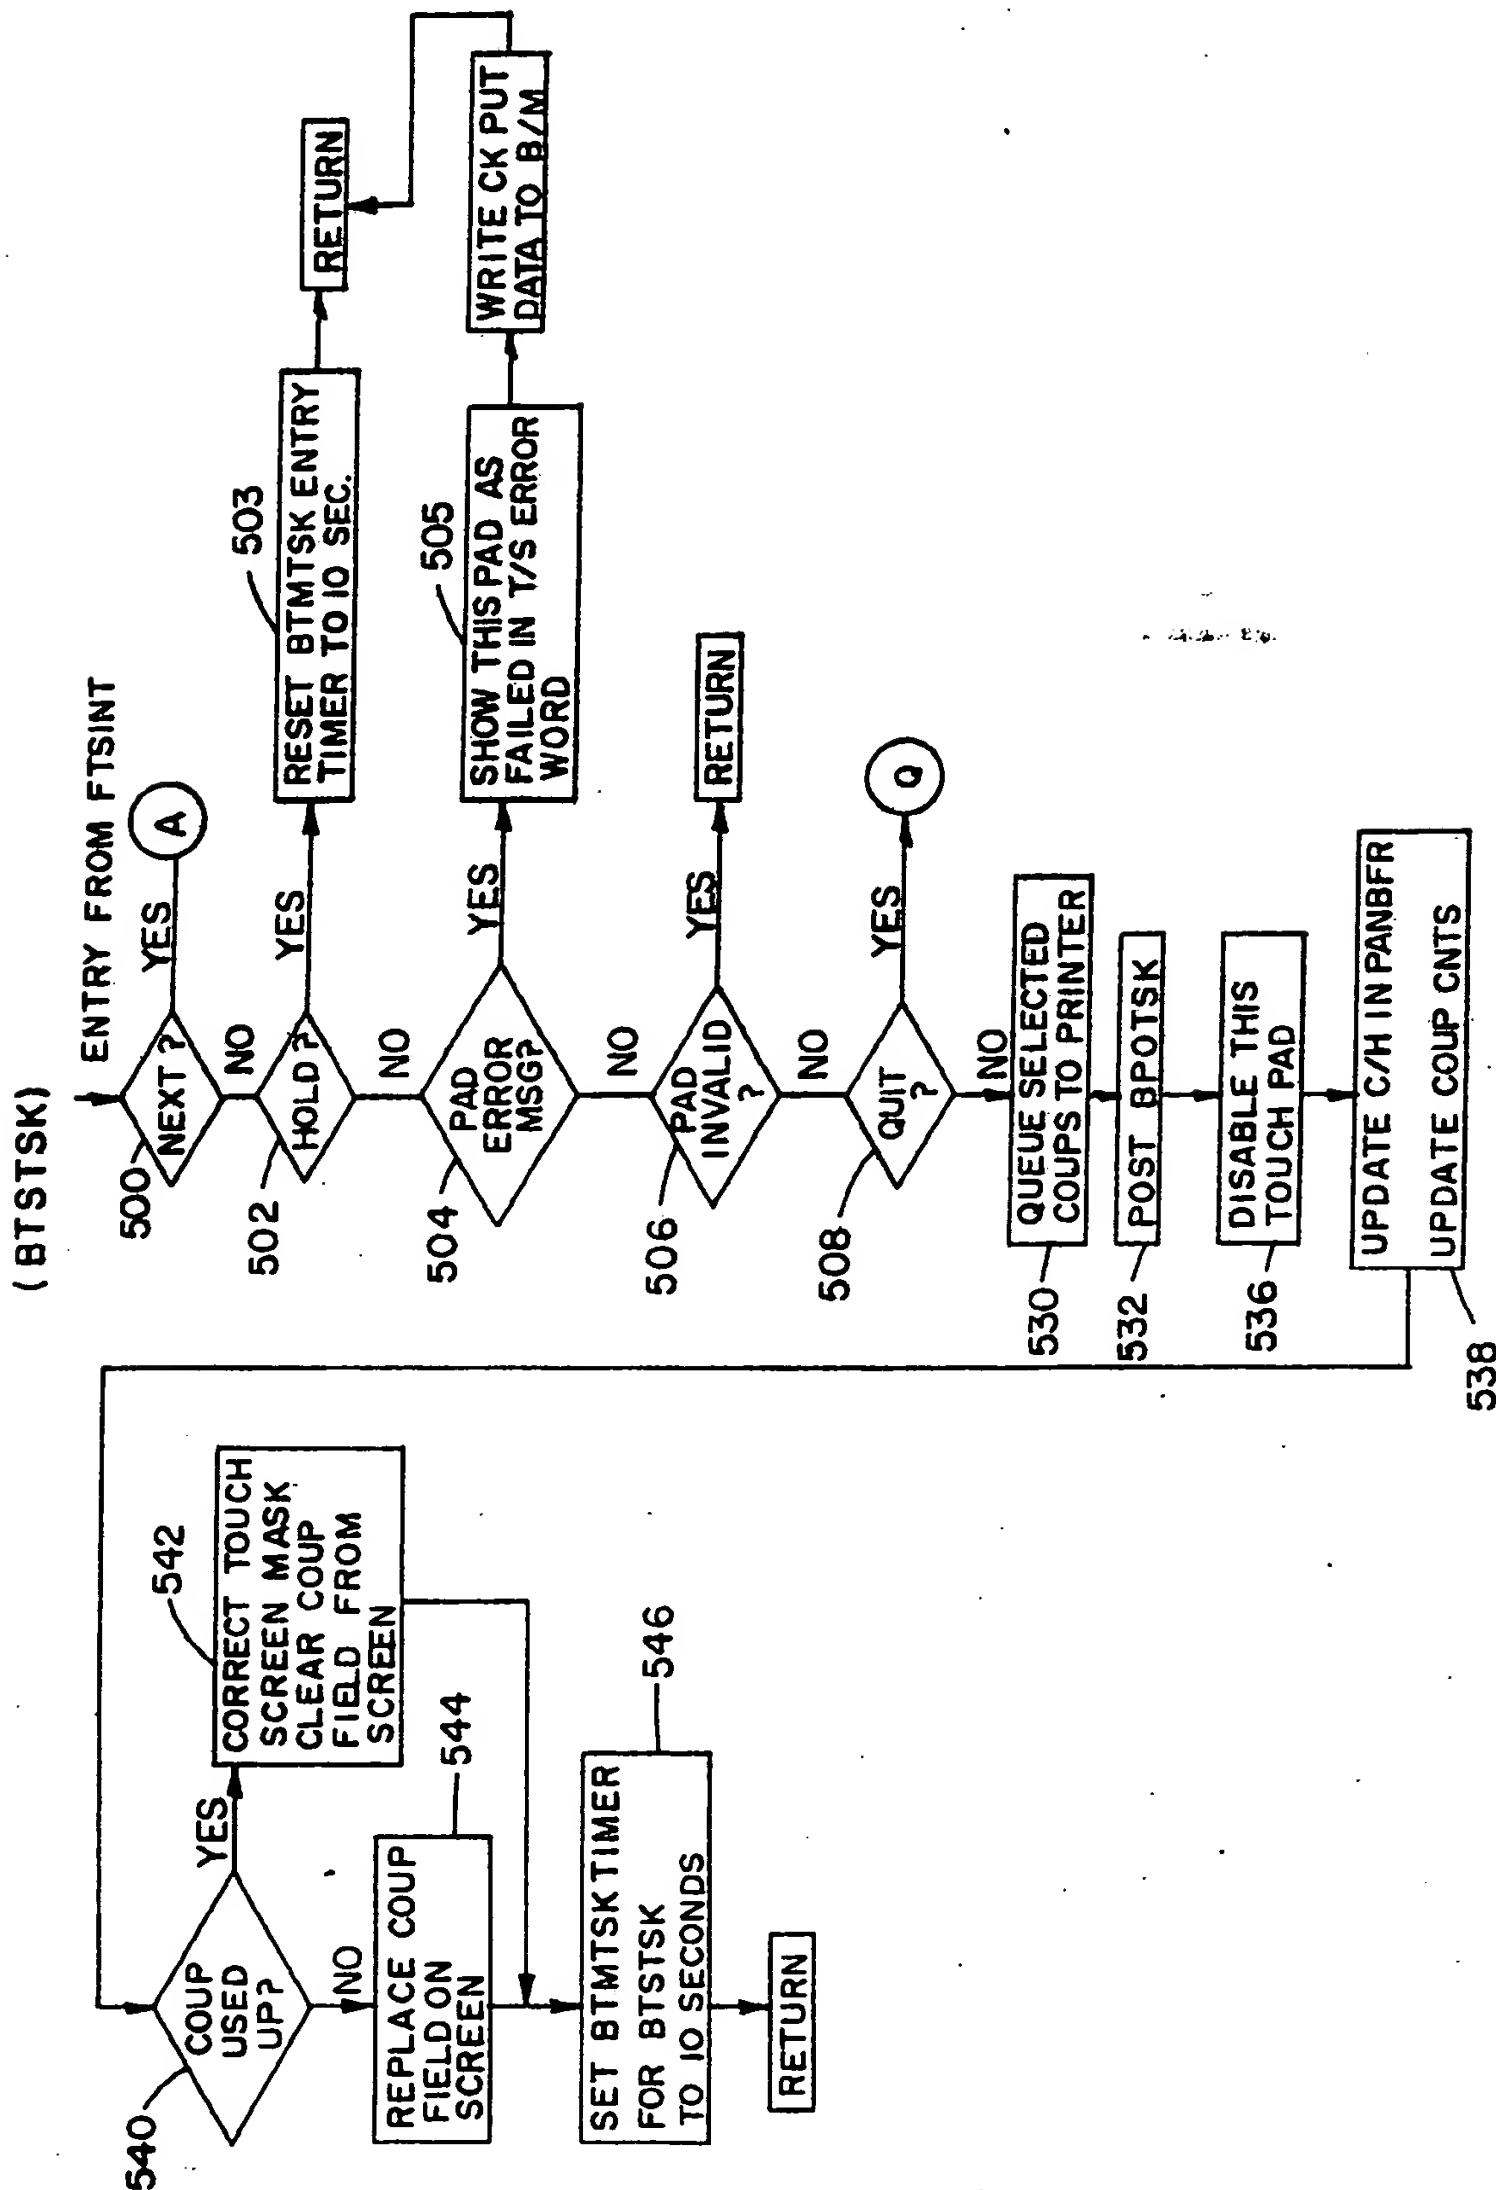 (BTSTSK)
ENTRY FROM FTSINT
500
NEXT ?
YES
A
NO
502
HOLD ?
YES
503
RESET BTMTSK ENTRY
TIMER TO 10 SEC.
RETURN
NO
504
PAD
ERROR
MSG?
YES
505
SHOW THIS PAD AS
FAILED IN T/S ERROR
WORD
WRITE CK PUT
DATA TO B/M
NO
506
PAD
INVALID
?
YES
RETURN
NO
508
QUIT
?
YES
Q
NO
530
QUEUE SELECTED
COUPS TO PRINTER
532
POST BPOTSK
536
DISABLE THIS
TOUCH PAD
538
UPDATE C/H IN PANBFR
UPDATE COUP CNTS
540
COUP
USED
UP?
YES
542
CORRECT TOUCH
SCREEN MASK
CLEAR COUP
FIELD FROM
SCREEN
NO
544
REPLACE COUP
FIELD ON
SCREEN
546
SET BTMTSK TIMER
FOR BTSTSK
TO 10 SECONDS
RETURN